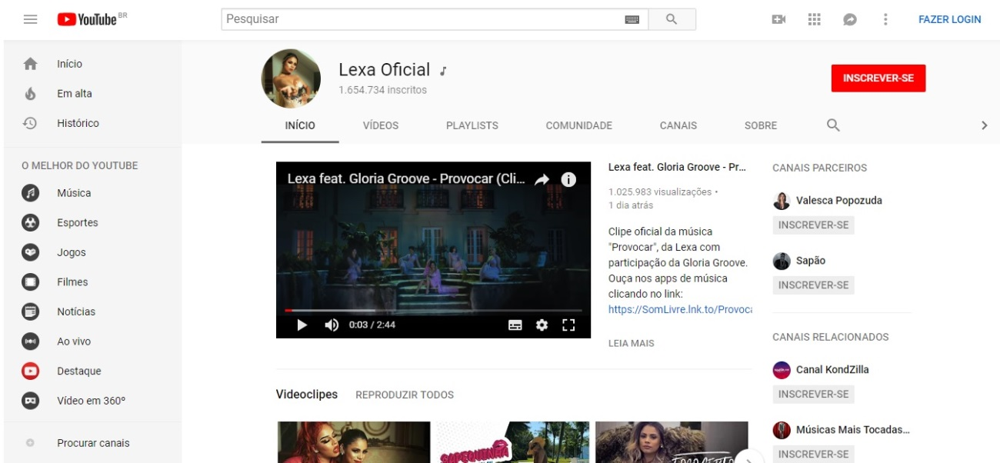 YouTube BR
Pesquisar
FAZER LOGIN
Início
Em alta
Histórico
O MELHOR DO YOUTUBE
Música
Esportes
Jogos
Filmes
Notícias
Ao vivo
Destaque
Vídeo em 360º
Procurar canais
Lexa Oficial
1.654.734 inscritos
INSCREVER-SE
INÍCIO VÍDEOS PLAYLISTS COMUNIDADE CANAIS SOBRE
Lexa feat. Gloria Groove - Provocar (Cli...
0:03 / 2:44
Lexa feat. Gloria Groove - Pr...
1.025.983 visualizações •
1 dia atrás
Clipe oficial da música
"Provocar", da Lexa com
participação da Gloria Groove.
Ouça nos apps de música
clicando no link:
https://SomLivre.lnk.to/Provoca
LEIA MAIS
Videoclipes REPRODUZIR TODOS
SAPEQUINHA
CANAIS PARCEIROS
Valesca Popozuda
INSCREVER-SE
Sapão
INSCREVER-SE
CANAIS RELACIONADOS
Canal KondZilla
INSCREVER-SE
Músicas Mais Tocadas...
INSCREVER-SE